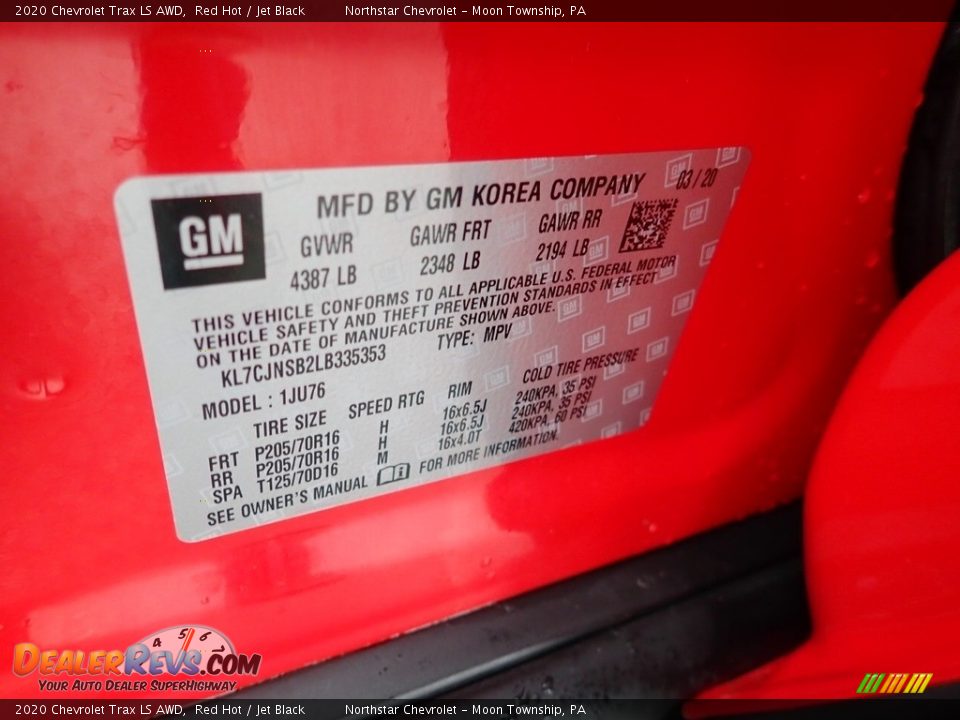 2020 Chevrolet Trax LS AWD, Red Hot / Jet Black Northstar Chevrolet - Moon Township, PA
GM
MFD BY GM KOREA COMPANY 03/20
GVWR GAWR FRT GAWR RR
4387 LB 2348 LB 2194 LB
THIS VEHICLE CONFORMS TO ALL APPLICABLE U.S. FEDERAL MOTOR
VEHICLE SAFETY AND THEFT PREVENTION STANDARDS IN EFFECT
ON THE DATE OF MANUFACTURE SHOWN ABOVE.
KL7CJNSB2LB335353 TYPE: MPV
MODEL : 1JU76
TIRE SIZE SPEED RTG RIM COLD TIRE PRESSURE
FRT P205/70R16 H 16x6.5J 240KPA, 35 PSI
RR P205/70R16 H 16x6.5J 240KPA, 35 PSI
SPA T125/70D16 M 16x4.0T 420KPA, 60 PSI
SEE OWNER'S MANUAL FOR MORE INFORMATION.
4 5 6
DEALERREVS.COM
YOUR AUTO DEALER SUPERHIGHWAY
2020 Chevrolet Trax LS AWD, Red Hot / Jet Black Northstar Chevrolet - Moon Township, PA